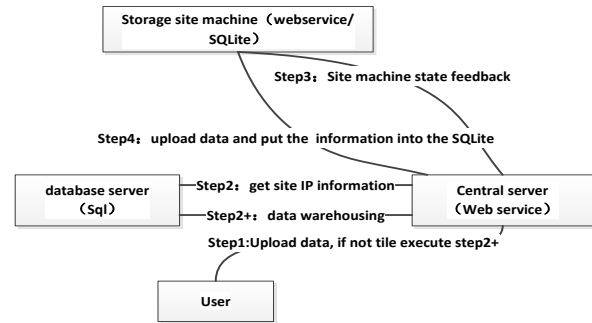 Storage site machine（webservice/
SQLite）
Step3：Site machine state feedback
Step4：upload data and put the information into the SQLite
database server
（Sql）
Step2：get site IP information
Step2+：data warehousing
Central server
（Web service）
Step1:Upload data, if not tile execute step2+
User